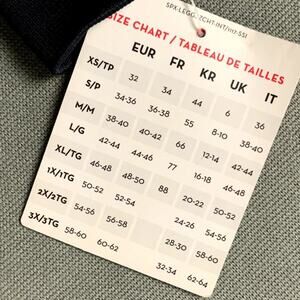 SIZE CHART / TABLEAU DE TAILLES
EUR FR KR UK IT
XS/TP 32 34 44 6 36
S/P 34-36 36-38 55 8-10 38-40
M/M 38-40 40-42 66 12-14 42-44
L/G 42-44 44-46 77 16-18 46-48
XL/TG 46-48 48-50 50-52
1X/1TG 50-52 52-54 24-26 54-56
2X/2TG 54-56 56-58 28-30 58-60
3X/3TG 58-60 60-62 32-34 62-64